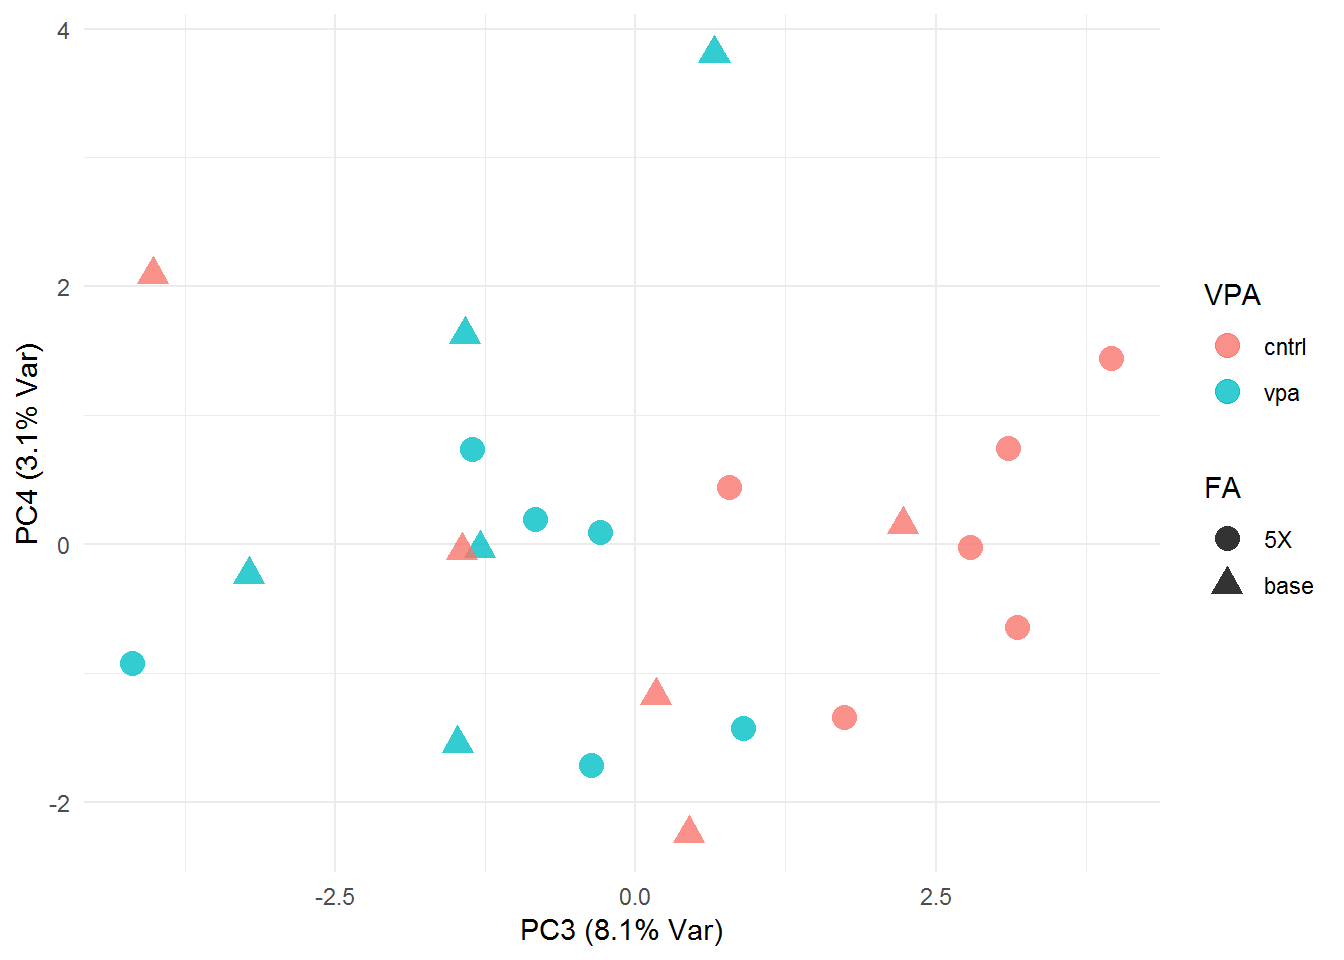 4
2
0
-2
-2.5
0.0
2.5
PC3 (8.1% Var)
PC4 (3.1% Var)
VPA
cntrl
vpa
FA
5X
base